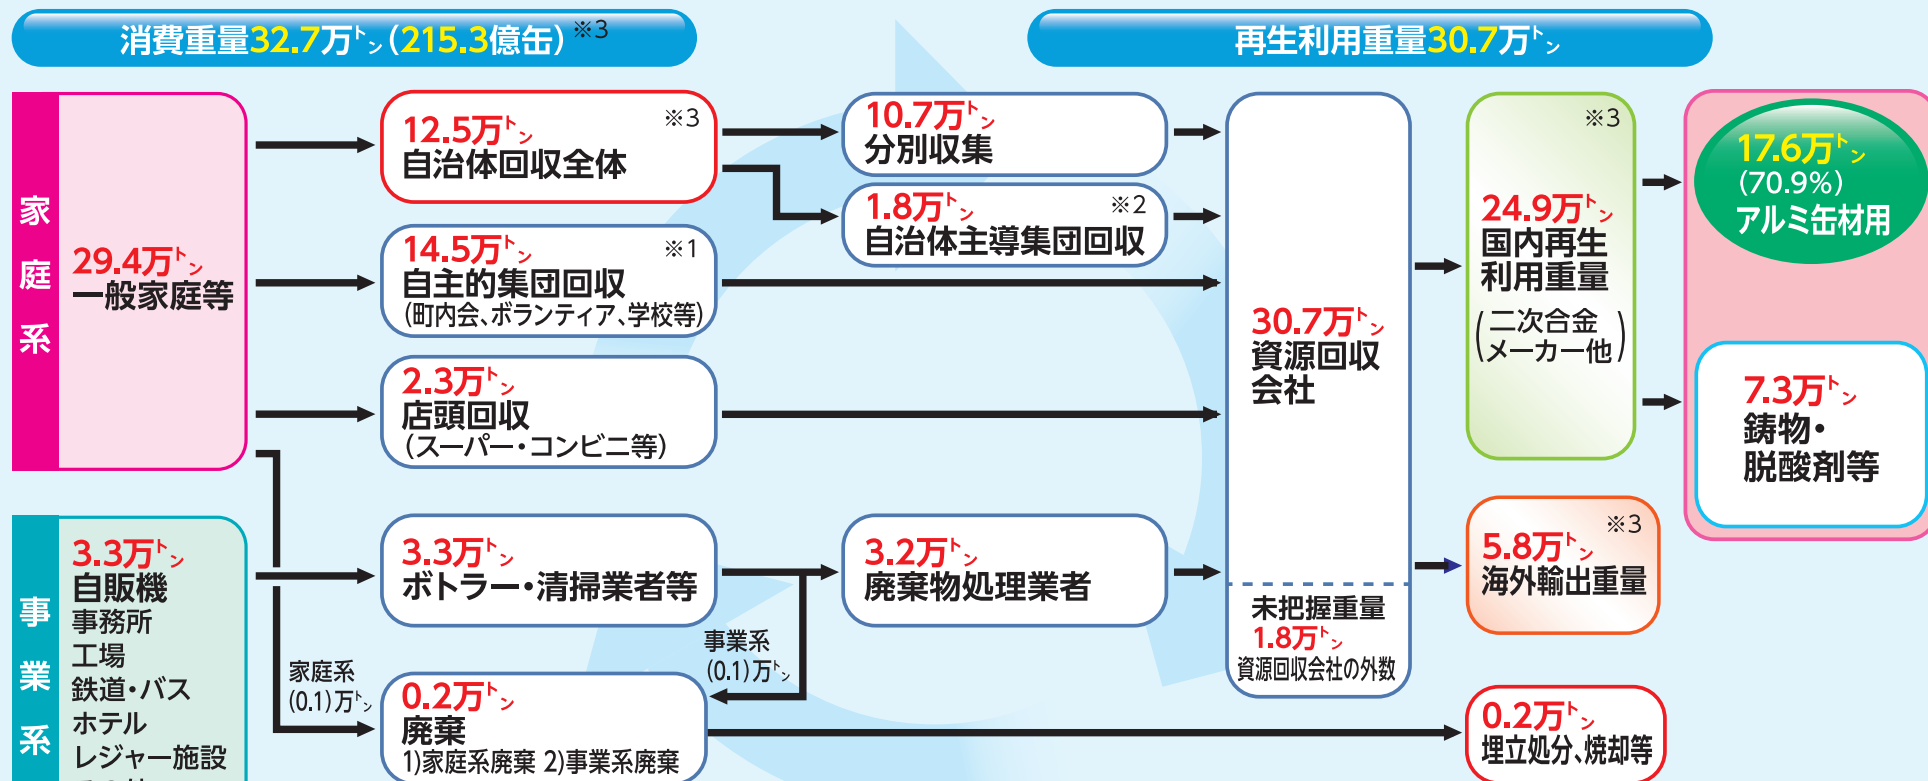 消費重量32.7万トン(215.3億缶)※3
再生利用重量30.7万トン
家庭系
29.4万トン
一般家庭等
12.5万トン ※3
自治体回収全体
10.7万トン
分別収集
1.8万トン ※2
自治体主導集団回収
14.5万トン ※1
自主的集団回収
(町内会、ボランティア、学校等)
2.3万トン
店頭回収
(スーパー・コンビニ等)
30.7万トン
資源回収
会社
未把握重量
1.8万トン
資源回収会社の外数
※3
24.9万トン
国内再生
利用重量
(二次合金
メーカー他)
17.6万トン
(70.9%)
アルミ缶材用
7.3万トン
鋳物・
脱酸剤等
事業系
3.3万トン
自販機
事務所
工場
鉄道・バス
ホテル
レジャー施設
3.3万トン
ボトラー・清掃業者等
3.2万トン
廃棄物処理業者
※3
5.8万トン
海外輸出重量
家庭系
(0.1)万トン
事業系
(0.1)万トン
0.2万トン
廃棄
1)家庭系廃棄 2)事業系廃棄
0.2万トン
埋立処分、焼却等